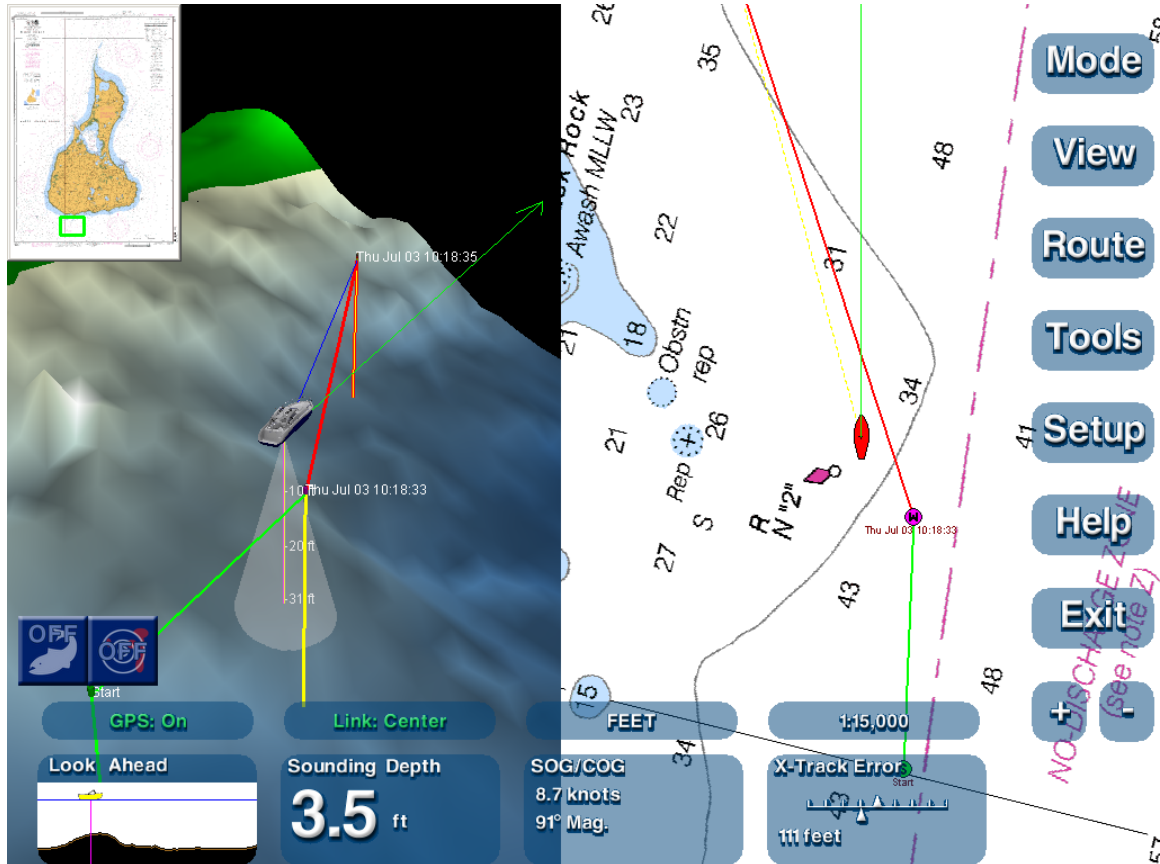 Thu Jul 03 10:18:35
Thu Jul 03 10:18:33
-10 ft
-20 ft
-31 ft
OFF
OFF
Start
35
23
Awash MLLW
Rock
22
48
31
18
Obstn
rep
34
21
26
Rep
S
27
R
N "2"
41
Thu Jul 03 10:18:33
43
48
15
34
43
Start
57
NO-DISCHARGE ZONE
(see note Z)
Mode
View
Route
Tools
Setup
Help
Exit
+
-
GPS: On
Link: Center
FEET
1:15,000
Look Ahead
Sounding Depth
3.5 ft
SOG/COG
8.7 knots
91° Mag.
X-Track Error
111 feet